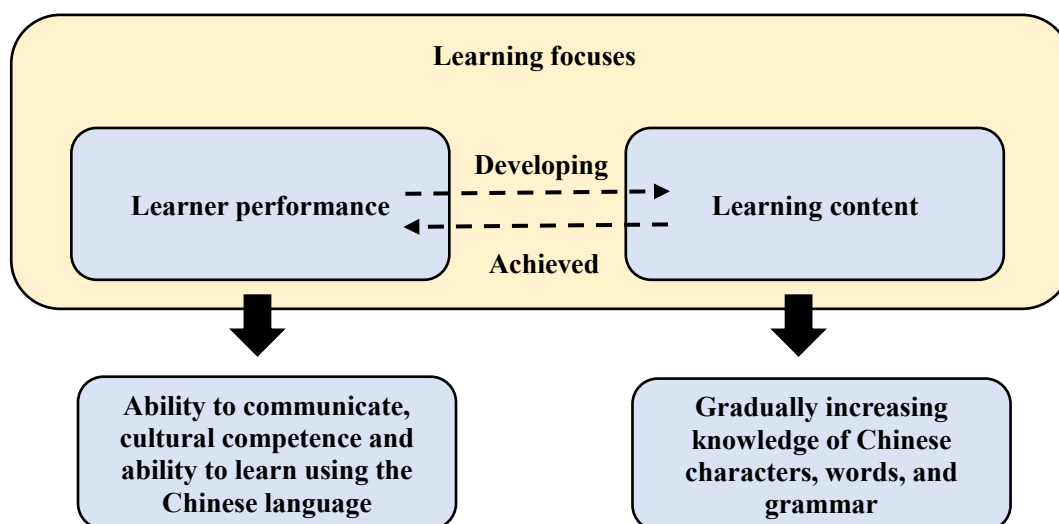 Learning focuses
Learner performance
Developing
Achieved
Learning content
Ability to communicate,
cultural competence and
ability to learn using the
Chinese language
Gradually increasing
knowledge of Chinese
characters, words, and
grammar